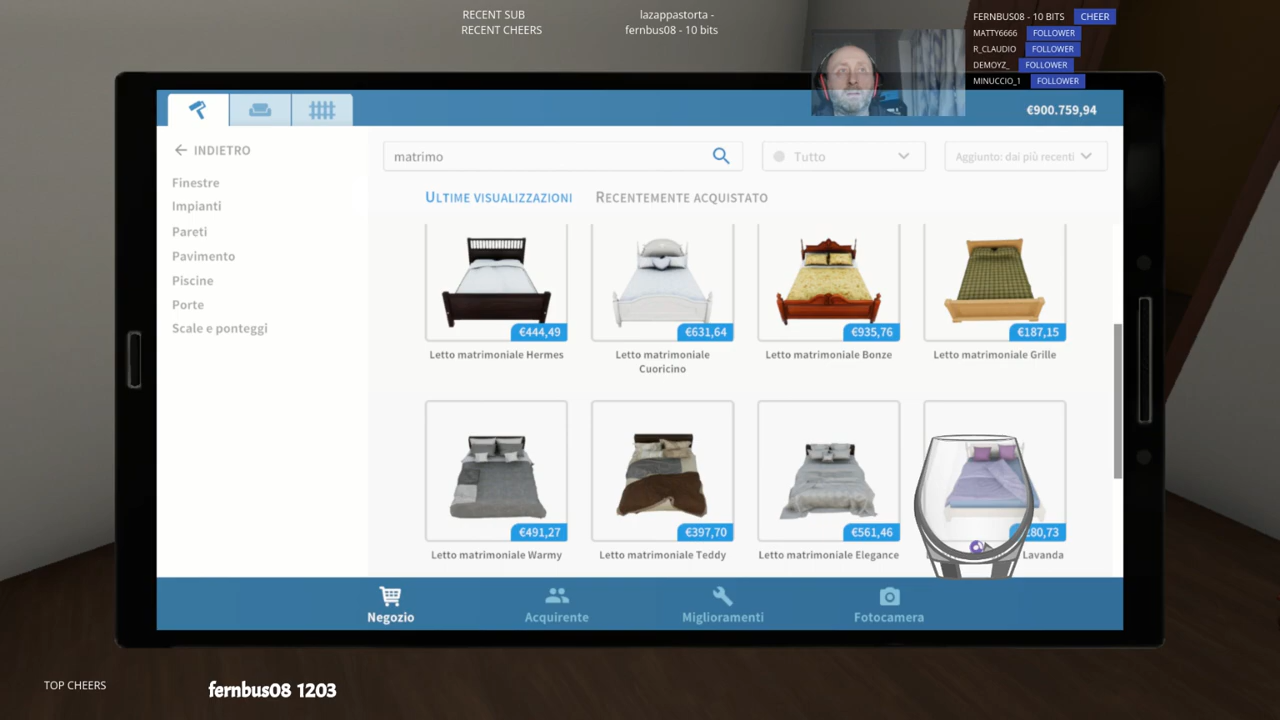 RECENT SUB
lazappastorta -
RECENT CHEERS
fernbus08 - 10 bits
FERNBUS08 - 10 BITS CHEER
MATTY6666 FOLLOWER
R_CLAUDIO FOLLOWER
DEMOYZ_ FOLLOWER
MINUCCIO_1 FOLLOWER
€900.759,94
INDIETRO
Finestre
Impianti
Pareti
Pavimento
Piscine
Porte
Scale e ponteggi
matrimo
Tutto
Aggiunto: dai più recenti
ULTIME VISUALIZZAZIONI
RECENTEMENTE ACQUISTATO
€444,49
€631,64
€935,76
€187,15
Letto matrimoniale Hermes
Letto matrimoniale
Cuoricino
Letto matrimoniale Bonze
Letto matrimoniale Grille
€491,27
€397,70
€561,46
280,73
Letto matrimoniale Warmy
Letto matrimoniale Teddy
Letto matrimoniale Elegance
Lavanda
Negozio
Acquirente
Miglioramenti
Fotocamera
TOP CHEERS
fernbus08 1203